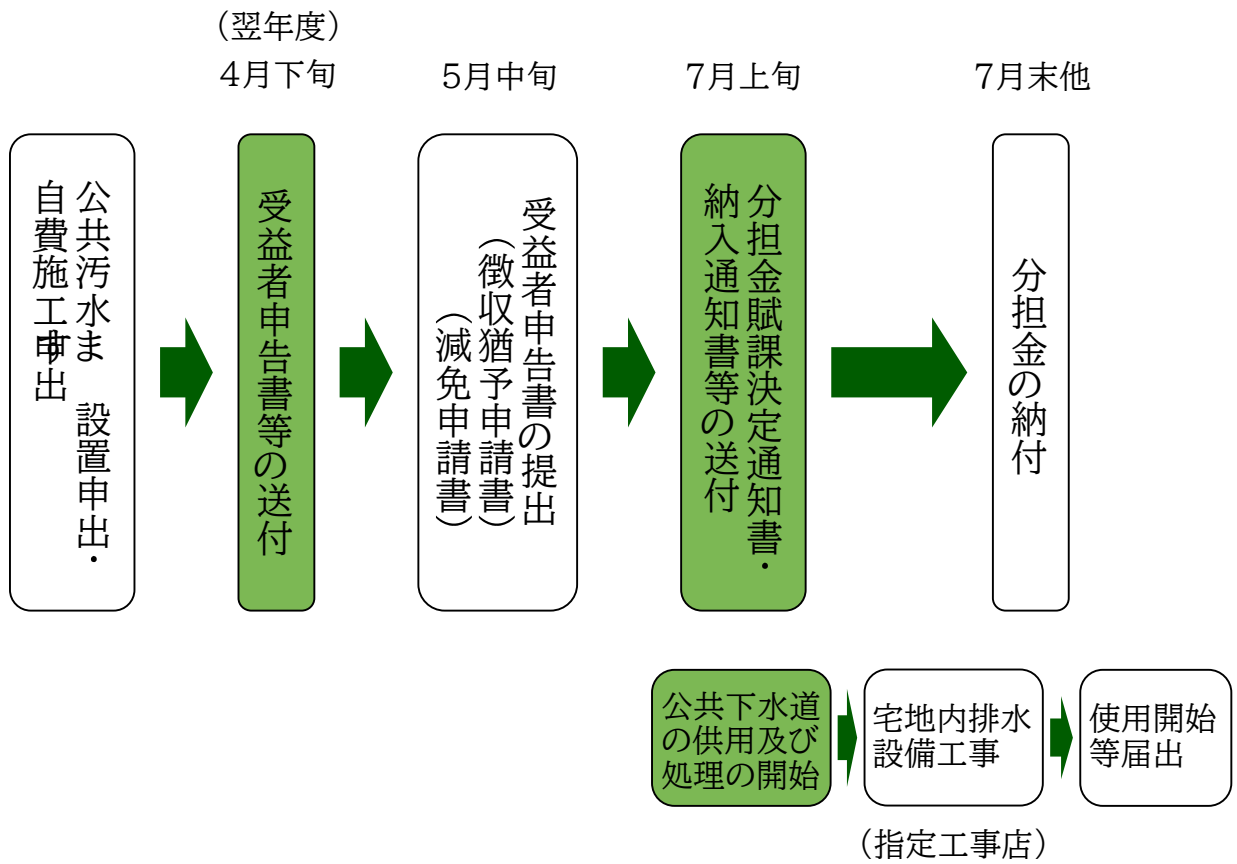 （翌年度）
4月下旬
5月中旬
7月上旬
7月末他
公共汚水ます設置申出・
自費施工申出
受益者申告書等の送付
受益者申告書の提出
（徴収猶予申請書）
（減免申請書）
分担金賦課決定通知書・
納入通知書等の送付
分担金の納付
公共下水道
の供用及び
処理の開始
宅地内排水
設備工事
使用開始
等届出
（指定工事店）